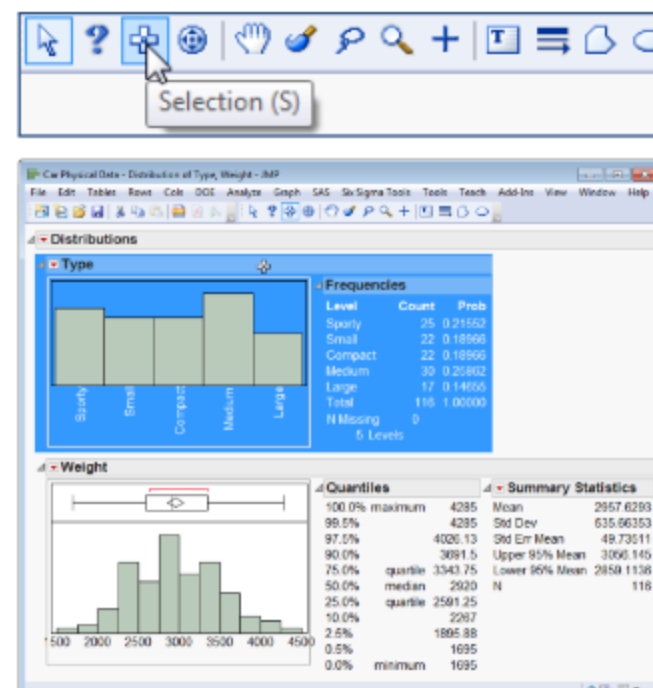 ?
T
Selection (S)
Car Physical Data - Distribution of Type, Weight - JMP
File Edit Tables Rows Cols DOE Analyze Graph SAS Six Sigma Tools Tools Teach Add-Ins View Window Help
Distributions
Type
Frequencies
Level Count Prob
Sporty 25 0.21552
Small 22 0.18966
Compact 22 0.18966
Medium 30 0.25862
Large 17 0.14655
Total 116 1.00000
N Missing 0
5 Levels
Sporty
Small
Compact
Medium
Large
Weight
1500 2000 2500 3000 3500 4000 4500
Quantiles
100.0% maximum 4285
99.5% 4285
97.5% 4026.13
90.0% 3691.5
75.0% quartile 3343.75
50.0% median 2920
25.0% quartile 2591.25
10.0% 2267
2.5% 1895.88
0.5% 1695
0.0% minimum 1695
Summary Statistics
Mean 2957.6293
Std Dev 535.66353
Std Err Mean 49.73511
Upper 95% Mean 3056.145
Lower 95% Mean 2859.1136
N 116